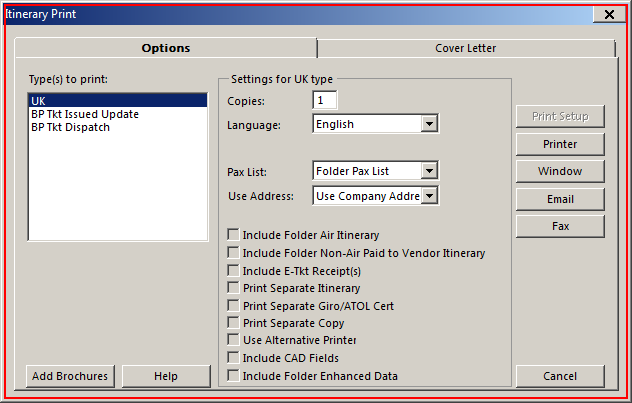 Itinerary Print
Options
Cover Letter
Type(s) to print:
UK
BP Tkt Issued Update
BP Tkt Dispatch
Settings for UK type
Copies: 1
Language: English
Pax List: Folder Pax List
Use Address: Use Company Addre
Include Folder Air Itinerary
Include Folder Non-Air Paid to Vendor Itinerary
Include E-Tkt Receipt(s)
Print Separate Itinerary
Print Separate Giro/ATOL Cert
Print Separate Copy
Use Alternative Printer
Include CAD Fields
Include Folder Enhanced Data
Print Setup
Printer
Window
Email
Fax
Add Brochures
Help
Cancel